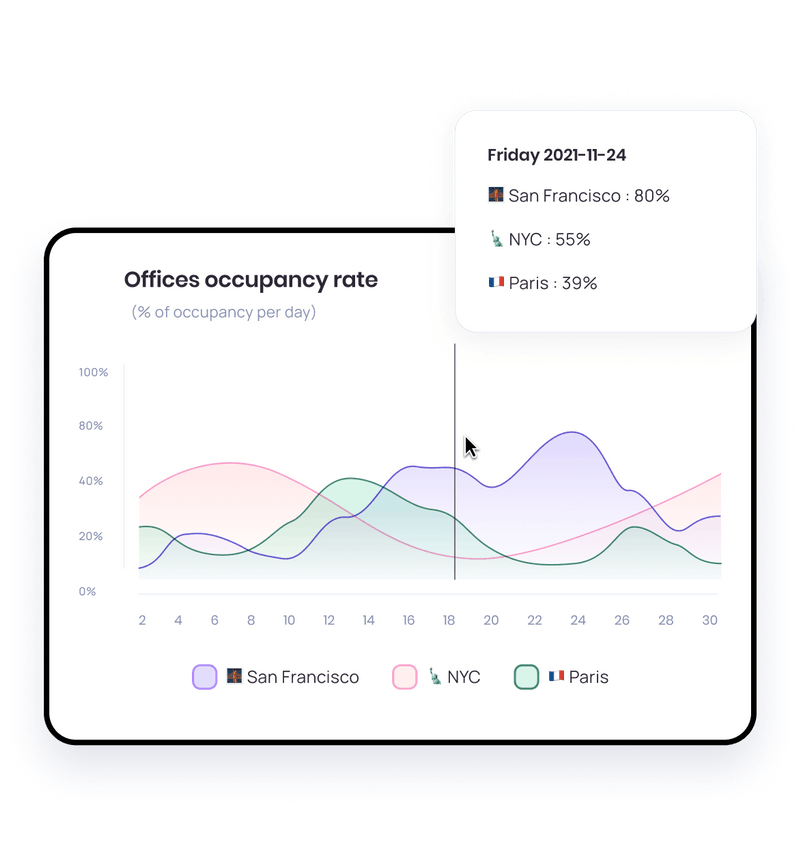 Friday 2021-11-24
San Francisco : 80%
NYC : 55%
Paris : 39%
Offices occupancy rate
(% of occupancy per day)
100%
80%
40%
20%
0%
2 4 6 8 10 12 14 16 18 20 22 24 26 28 30
San Francisco NYC Paris